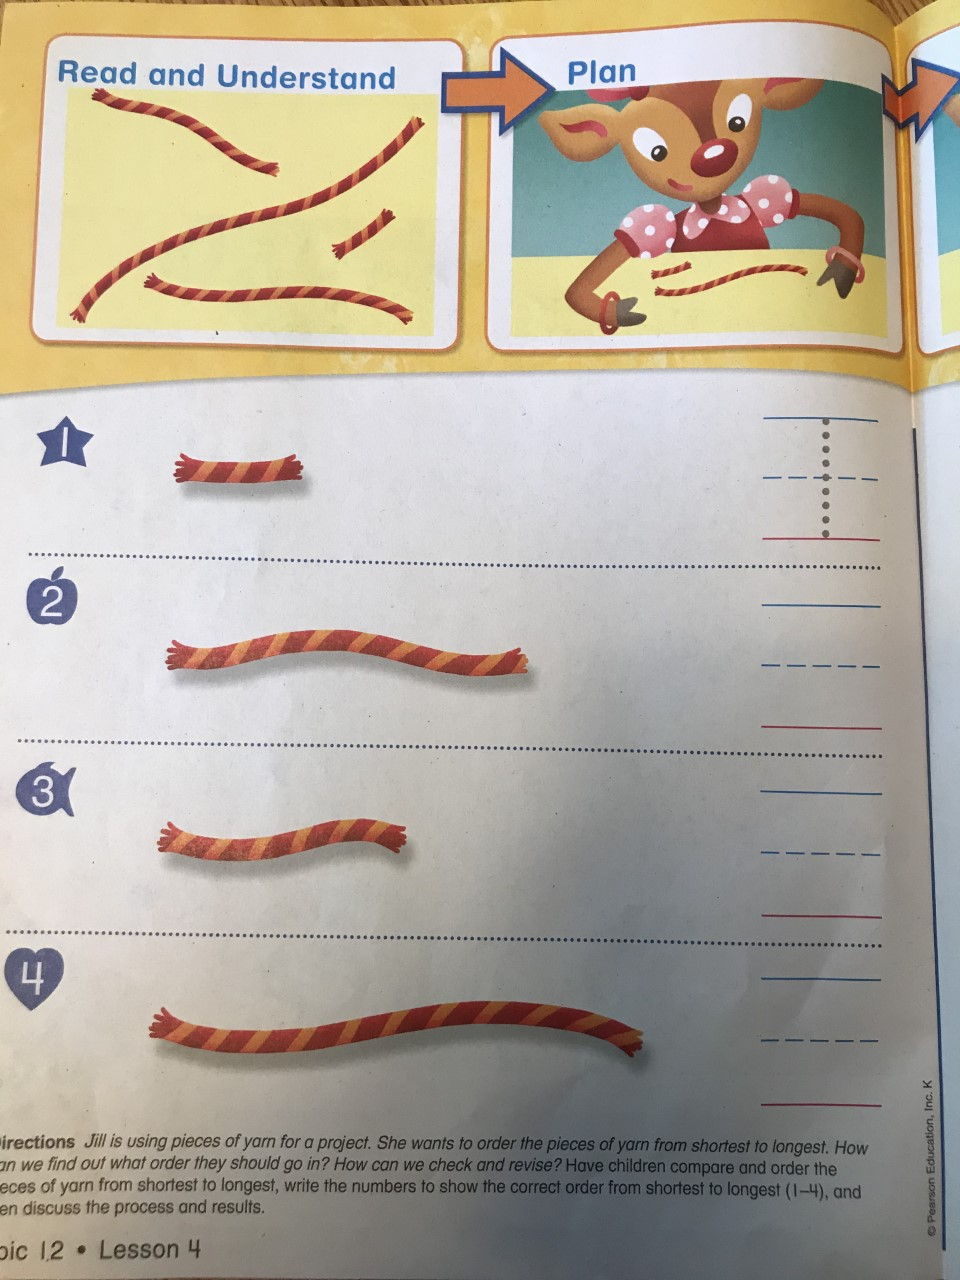 Read and Understand
Plan
1
1
2
3
4
irections Jill is using pieces of yarn for a project. She wants to order the pieces of yarn from shortest to longest. How
an we find out what order they should go in? How can we check and revise? Have children compare and order the
eces of yarn from shortest to longest, write the numbers to show the correct order from shortest to longest (1–4), and
en discuss the process and results.
pic 12 • Lesson 4
© Pearson Education, Inc. K